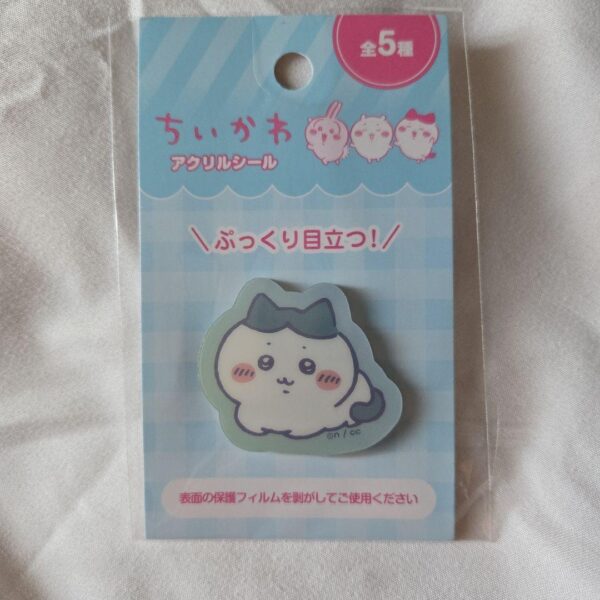 全5種
ちいかわ
アクリルシール
\ぷっくり目立つ!/
©n / cc
表面の保護フィルムを剥がしてご使用ください